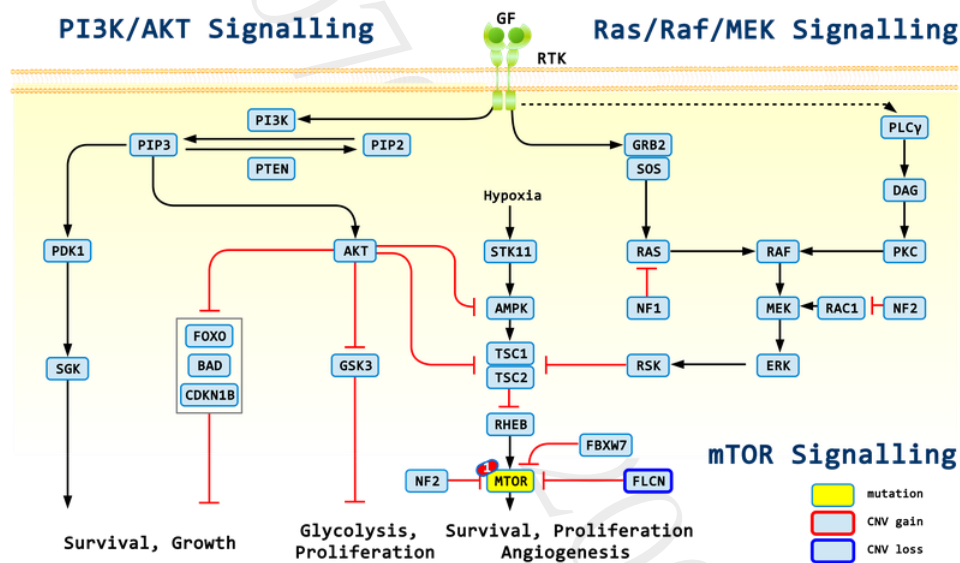 PI3K/AKT Signalling
GF
Ras/Raf/MEK Signalling
RTK
PI3K
PLCγ
PIP3
PIP2
GRB2
PTEN
SOS
DAG
Hypoxia
PDK1
AKT
STK11
RAS
RAF
PKC
AMPK
NF1
MEK
RAC1
NF2
FOXO
BAD
CDKN1B
TSC1
TSC2
SGK
GSK3
RSK
ERK
RHEB
FBXW7
mTOR Signalling
1
NF2
MTOR
FLCN
mutation
CNV gain
CNV loss
Survival, Growth
Glycolysis,
Proliferation
Survival, Proliferation
Angiogenesis